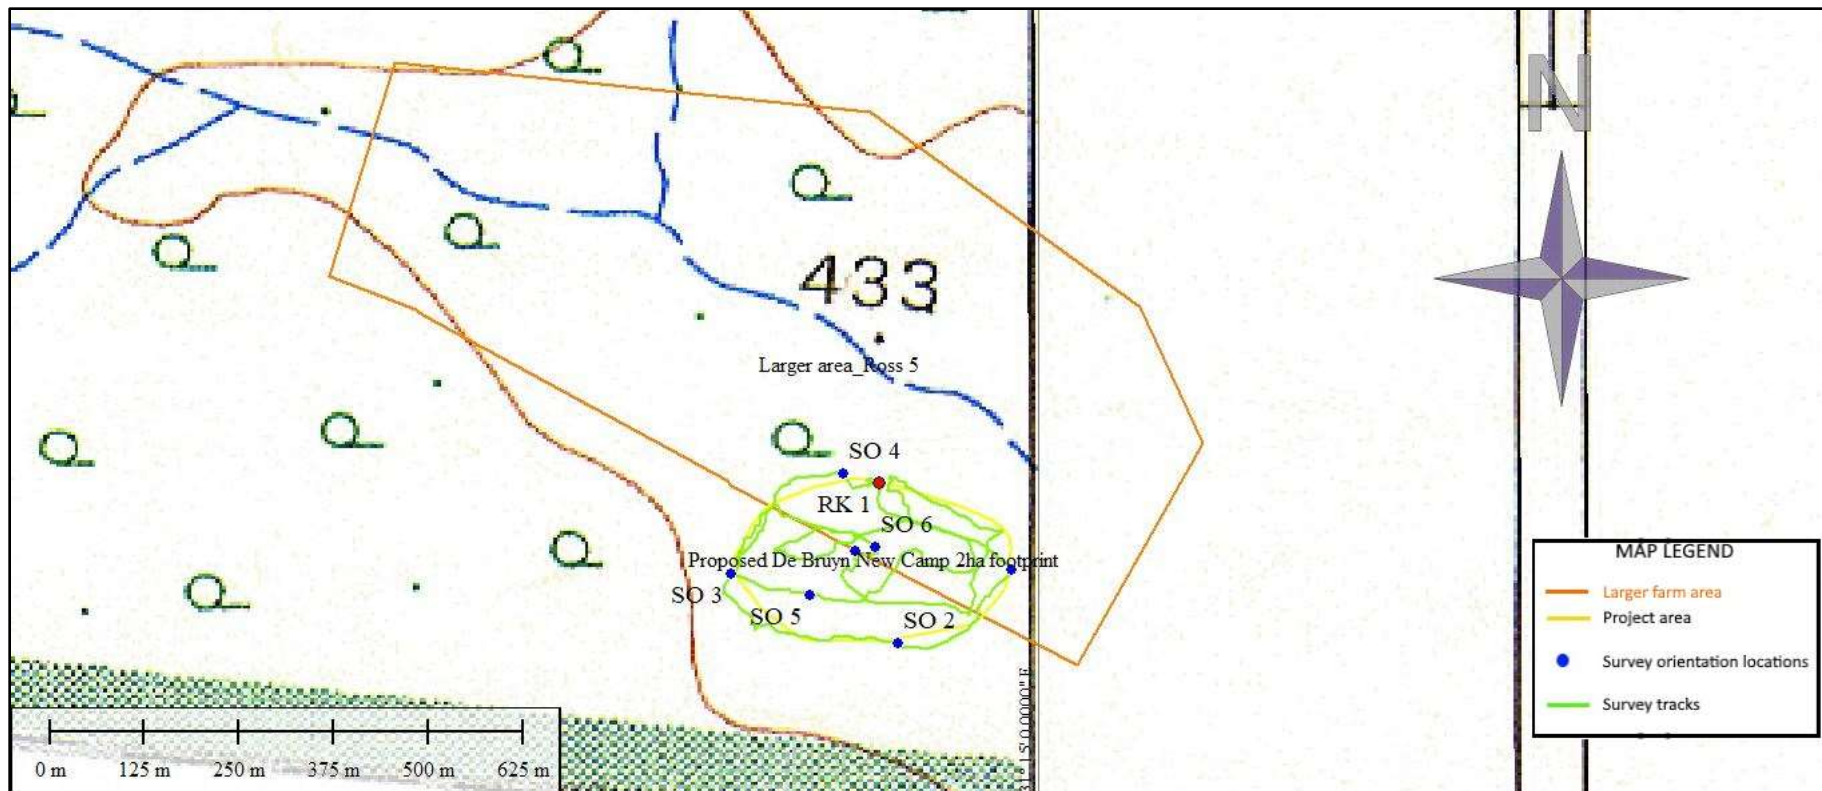 N
433
Larger area_Ross 5
SO 4
RK 1
SO 6
Proposed De Bruyn New Camp 2ha footprint
SO 3
SO 5
SO 2
MAP LEGEND
Larger farm area
Project area
Survey orientation locations
Survey tracks
0 m 125 m 250 m 375 m 500 m 625 m